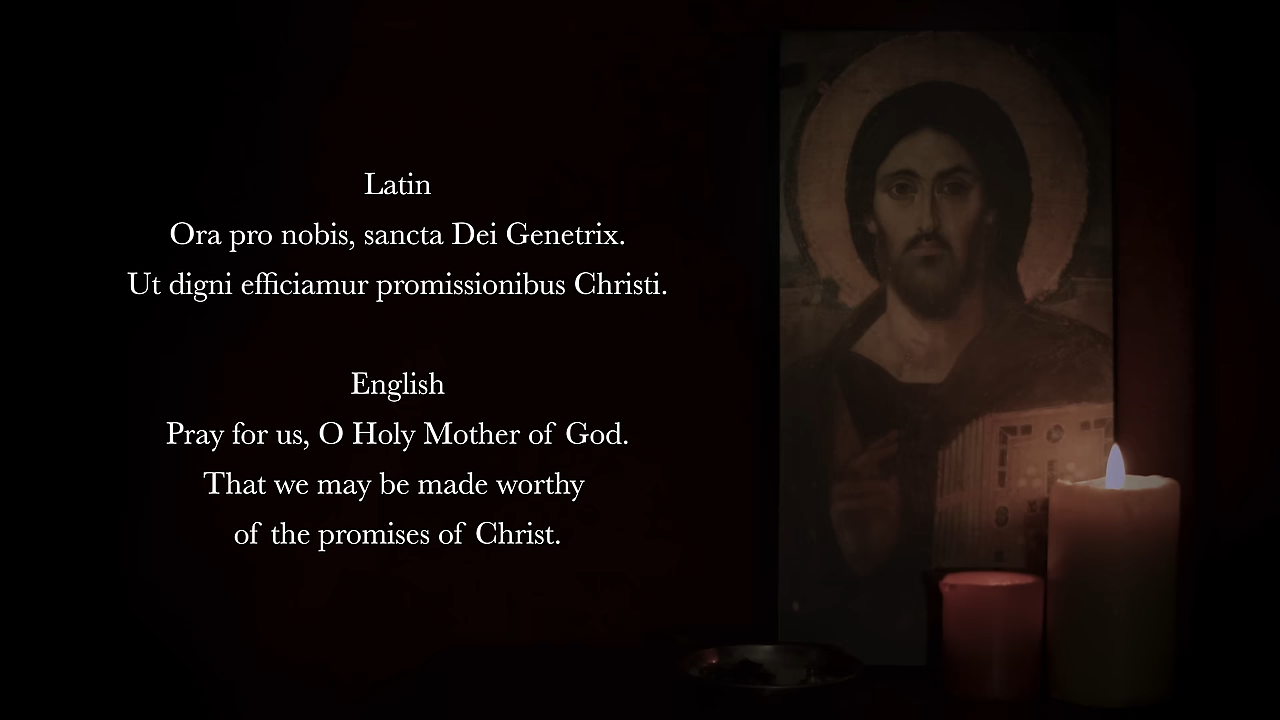 Latin
Ora pro nobis, sancta Dei Genetrix.
Ut digni efficiamur promissionibus Christi.
English
Pray for us, O Holy Mother of God.
That we may be made worthy
of the promises of Christ.